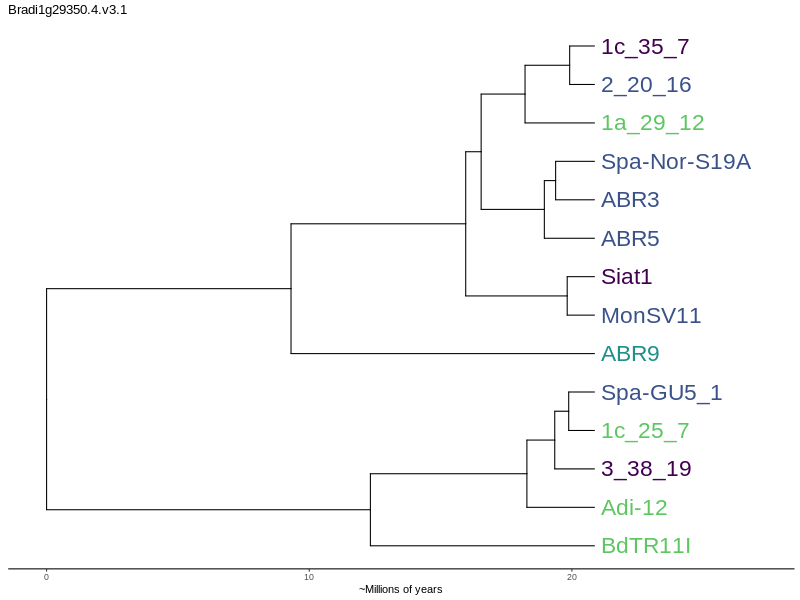 Bradi1g29350.4.v3.1
1c_35_7
2_20_16
1a_29_12
Spa-Nor-S19A
ABR3
ABR5
Siat1
MonSV11
ABR9
Spa-GU5_1
1c_25_7
3_38_19
Adi-12
BdTR11I
0 10 20
~Millions of years